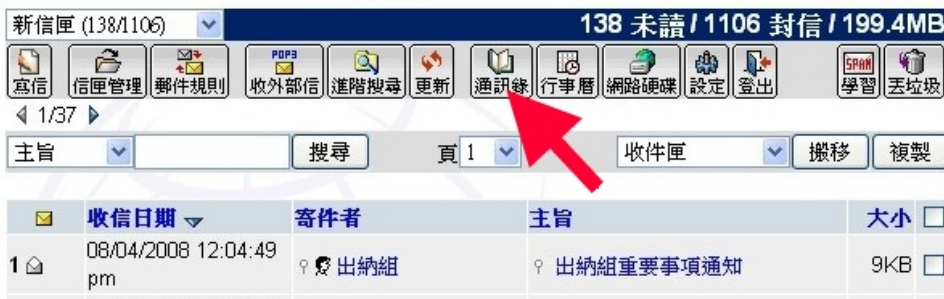 新信匣 (138/1106) 138 未讀 / 1106 封信 / 199.4MB
POP3 SPAM
寫信 信匣管理 郵件規則 收外部信 進階搜尋 更新 通訊錄 行事曆 網路硬碟 設定 登出 學習 丟垃圾
1/37
主旨 搜尋 頁 1 收件匣 搬移 複製
收信日期 寄件者 主旨 大小
1 08/04/2008 12:04:49 pm 出納組 出納組重要事項通知 9KB